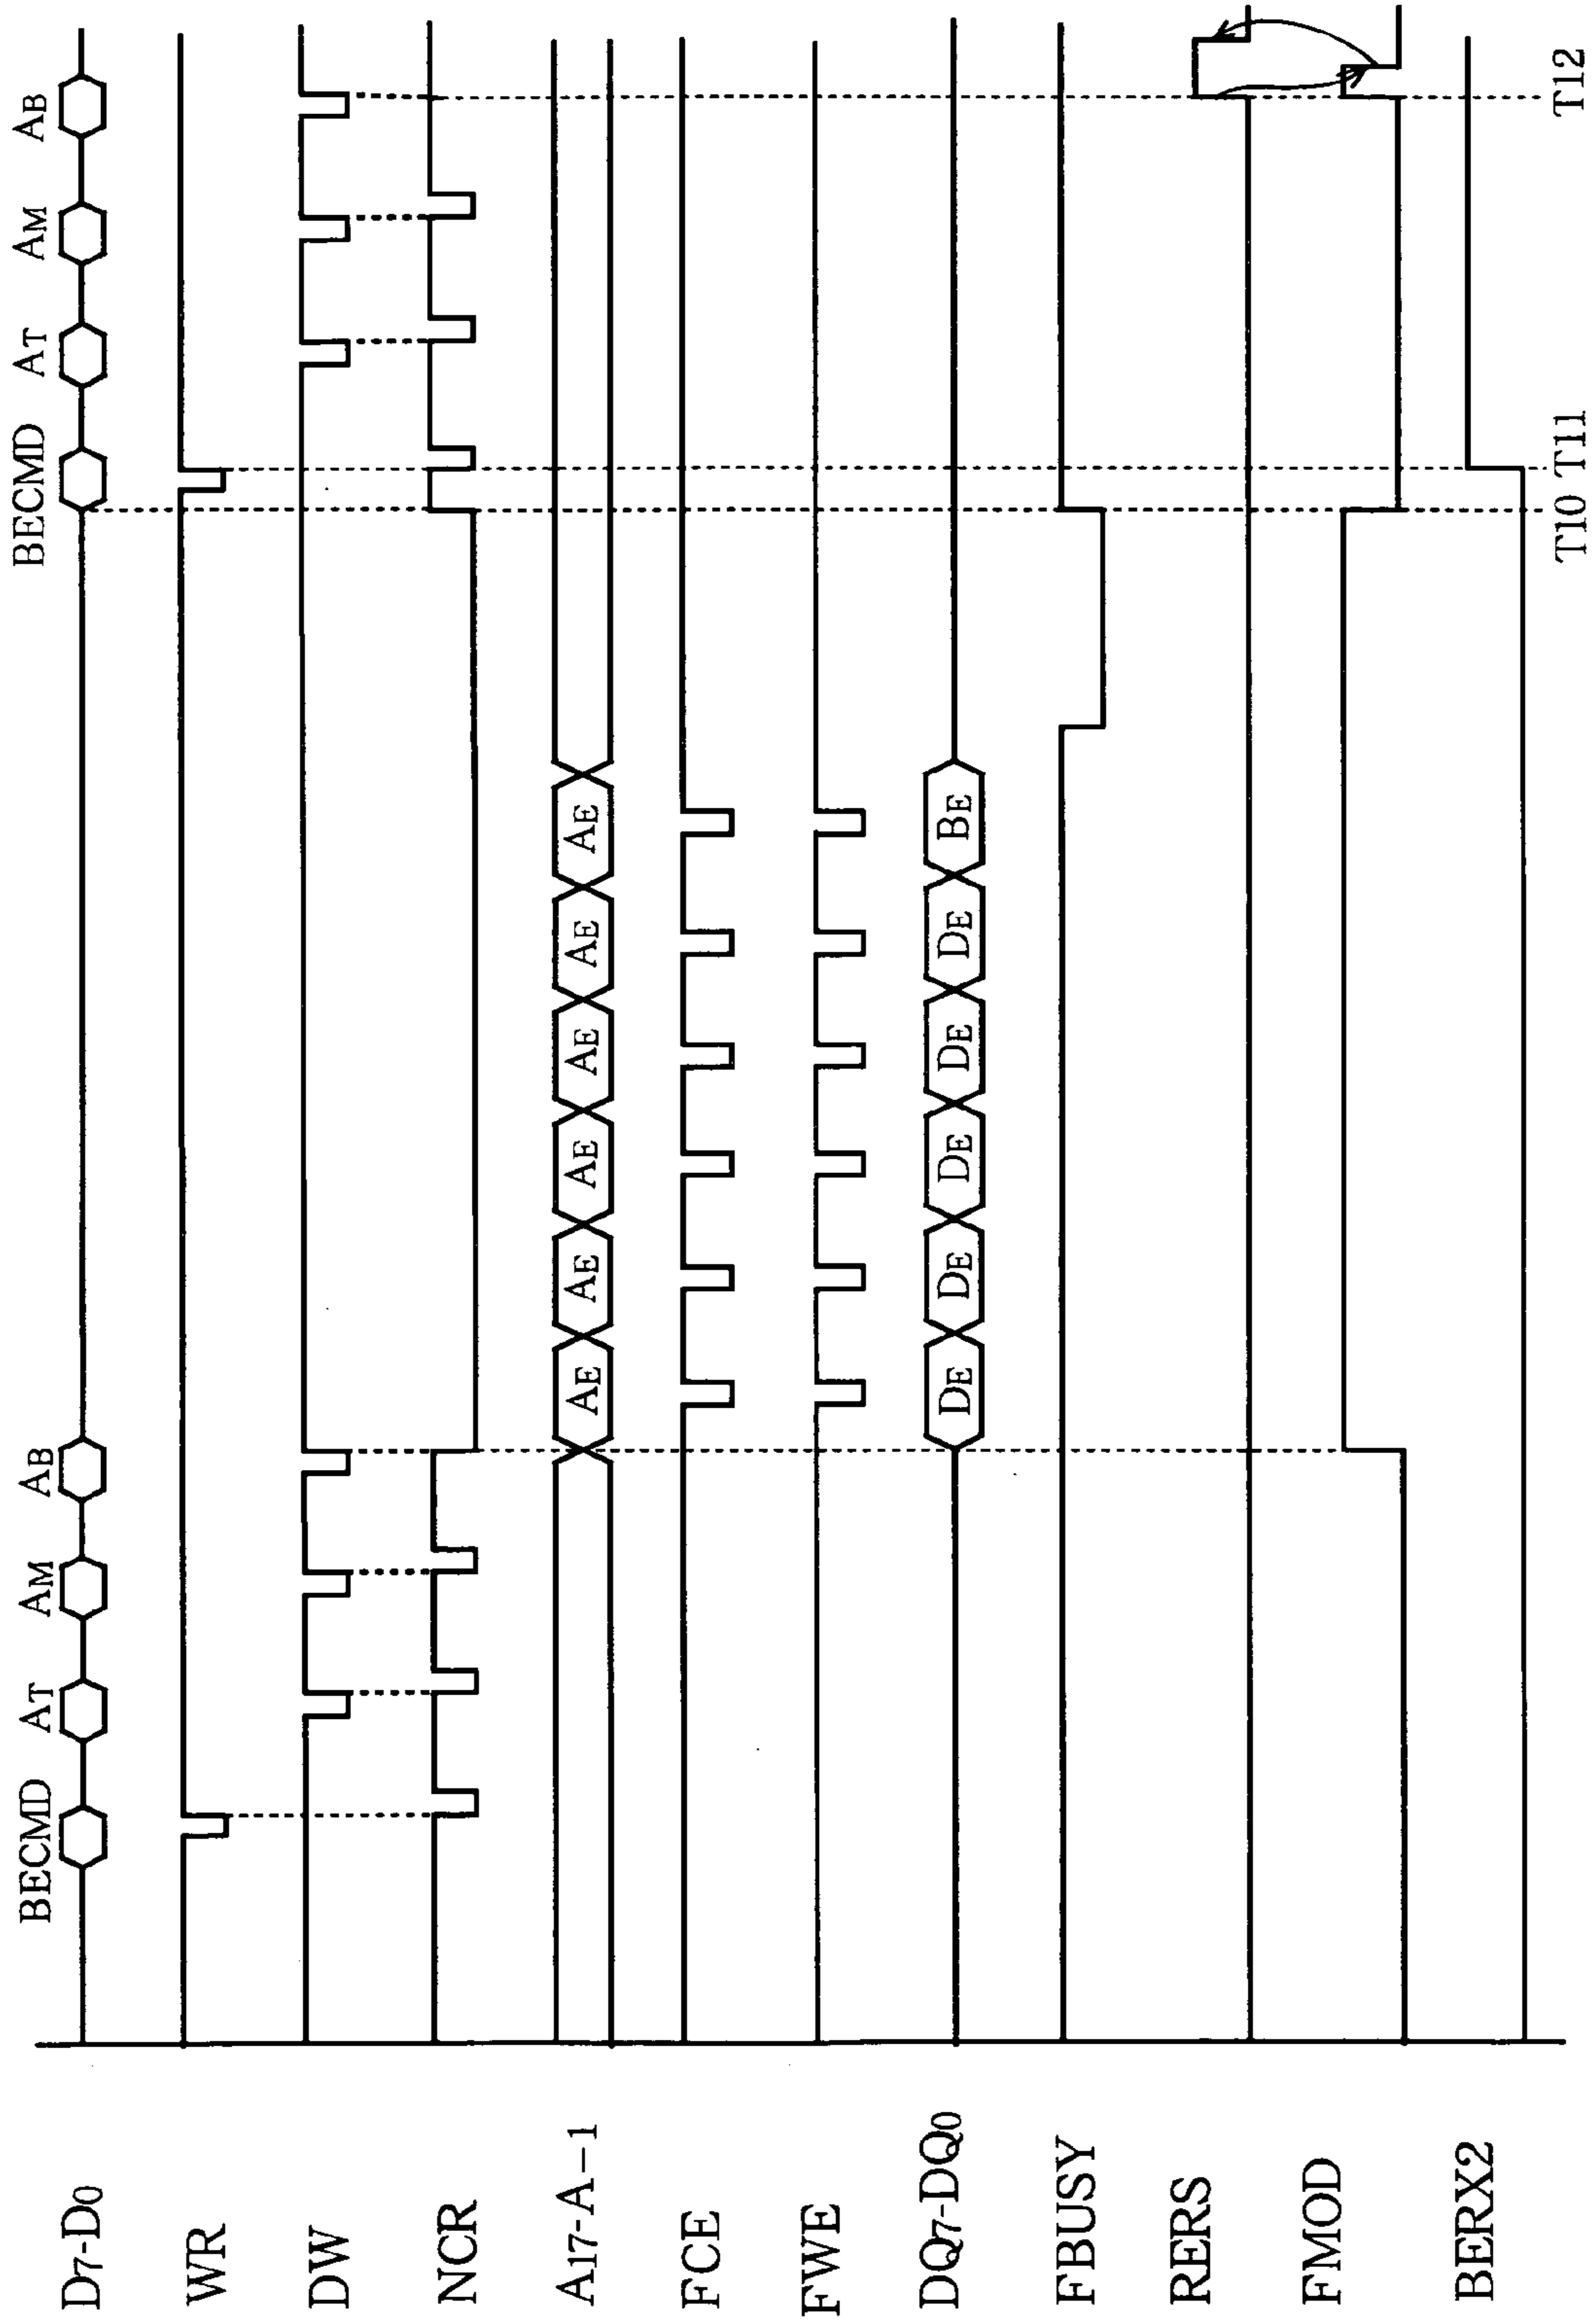 BECMD AT AM AB BECMD AT AM AB
D7-D0
WR
DW
NCR
A17-A-1 AE AE AE AE AE AE
FCE
FWE
DQ7-DQ0 DE DE DE DE DE BE
FBUSY
RERS
FMOD
BERX2
T10 T11 T12